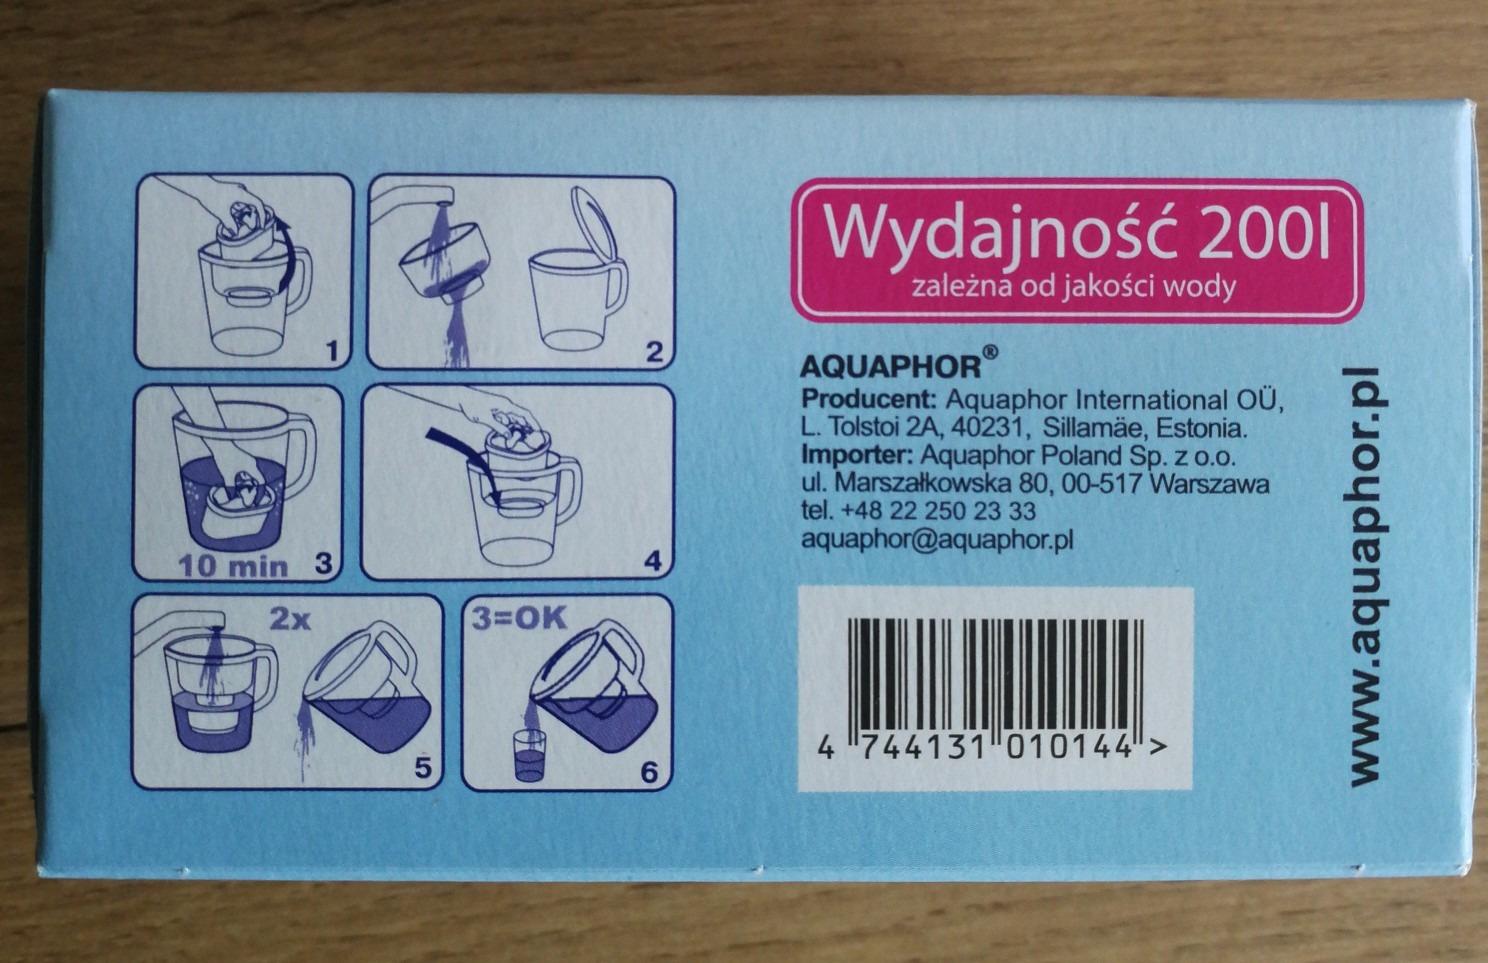 1
2
10 min 3
4
2x
5
3=OK
6
Wydajność 200l
zależna od jakości wody
AQUAPHOR®
Producent: Aquaphor International OÜ,
L. Tolstoi 2A, 40231, Sillamäe, Estonia.
Importer: Aquaphor Poland Sp. z o.o.
ul. Marszałkowska 80, 00-517 Warszawa
tel. +48 22 250 23 33
aquaphor@aquaphor.pl
4 744131 010144 >
www.aquaphor.pl